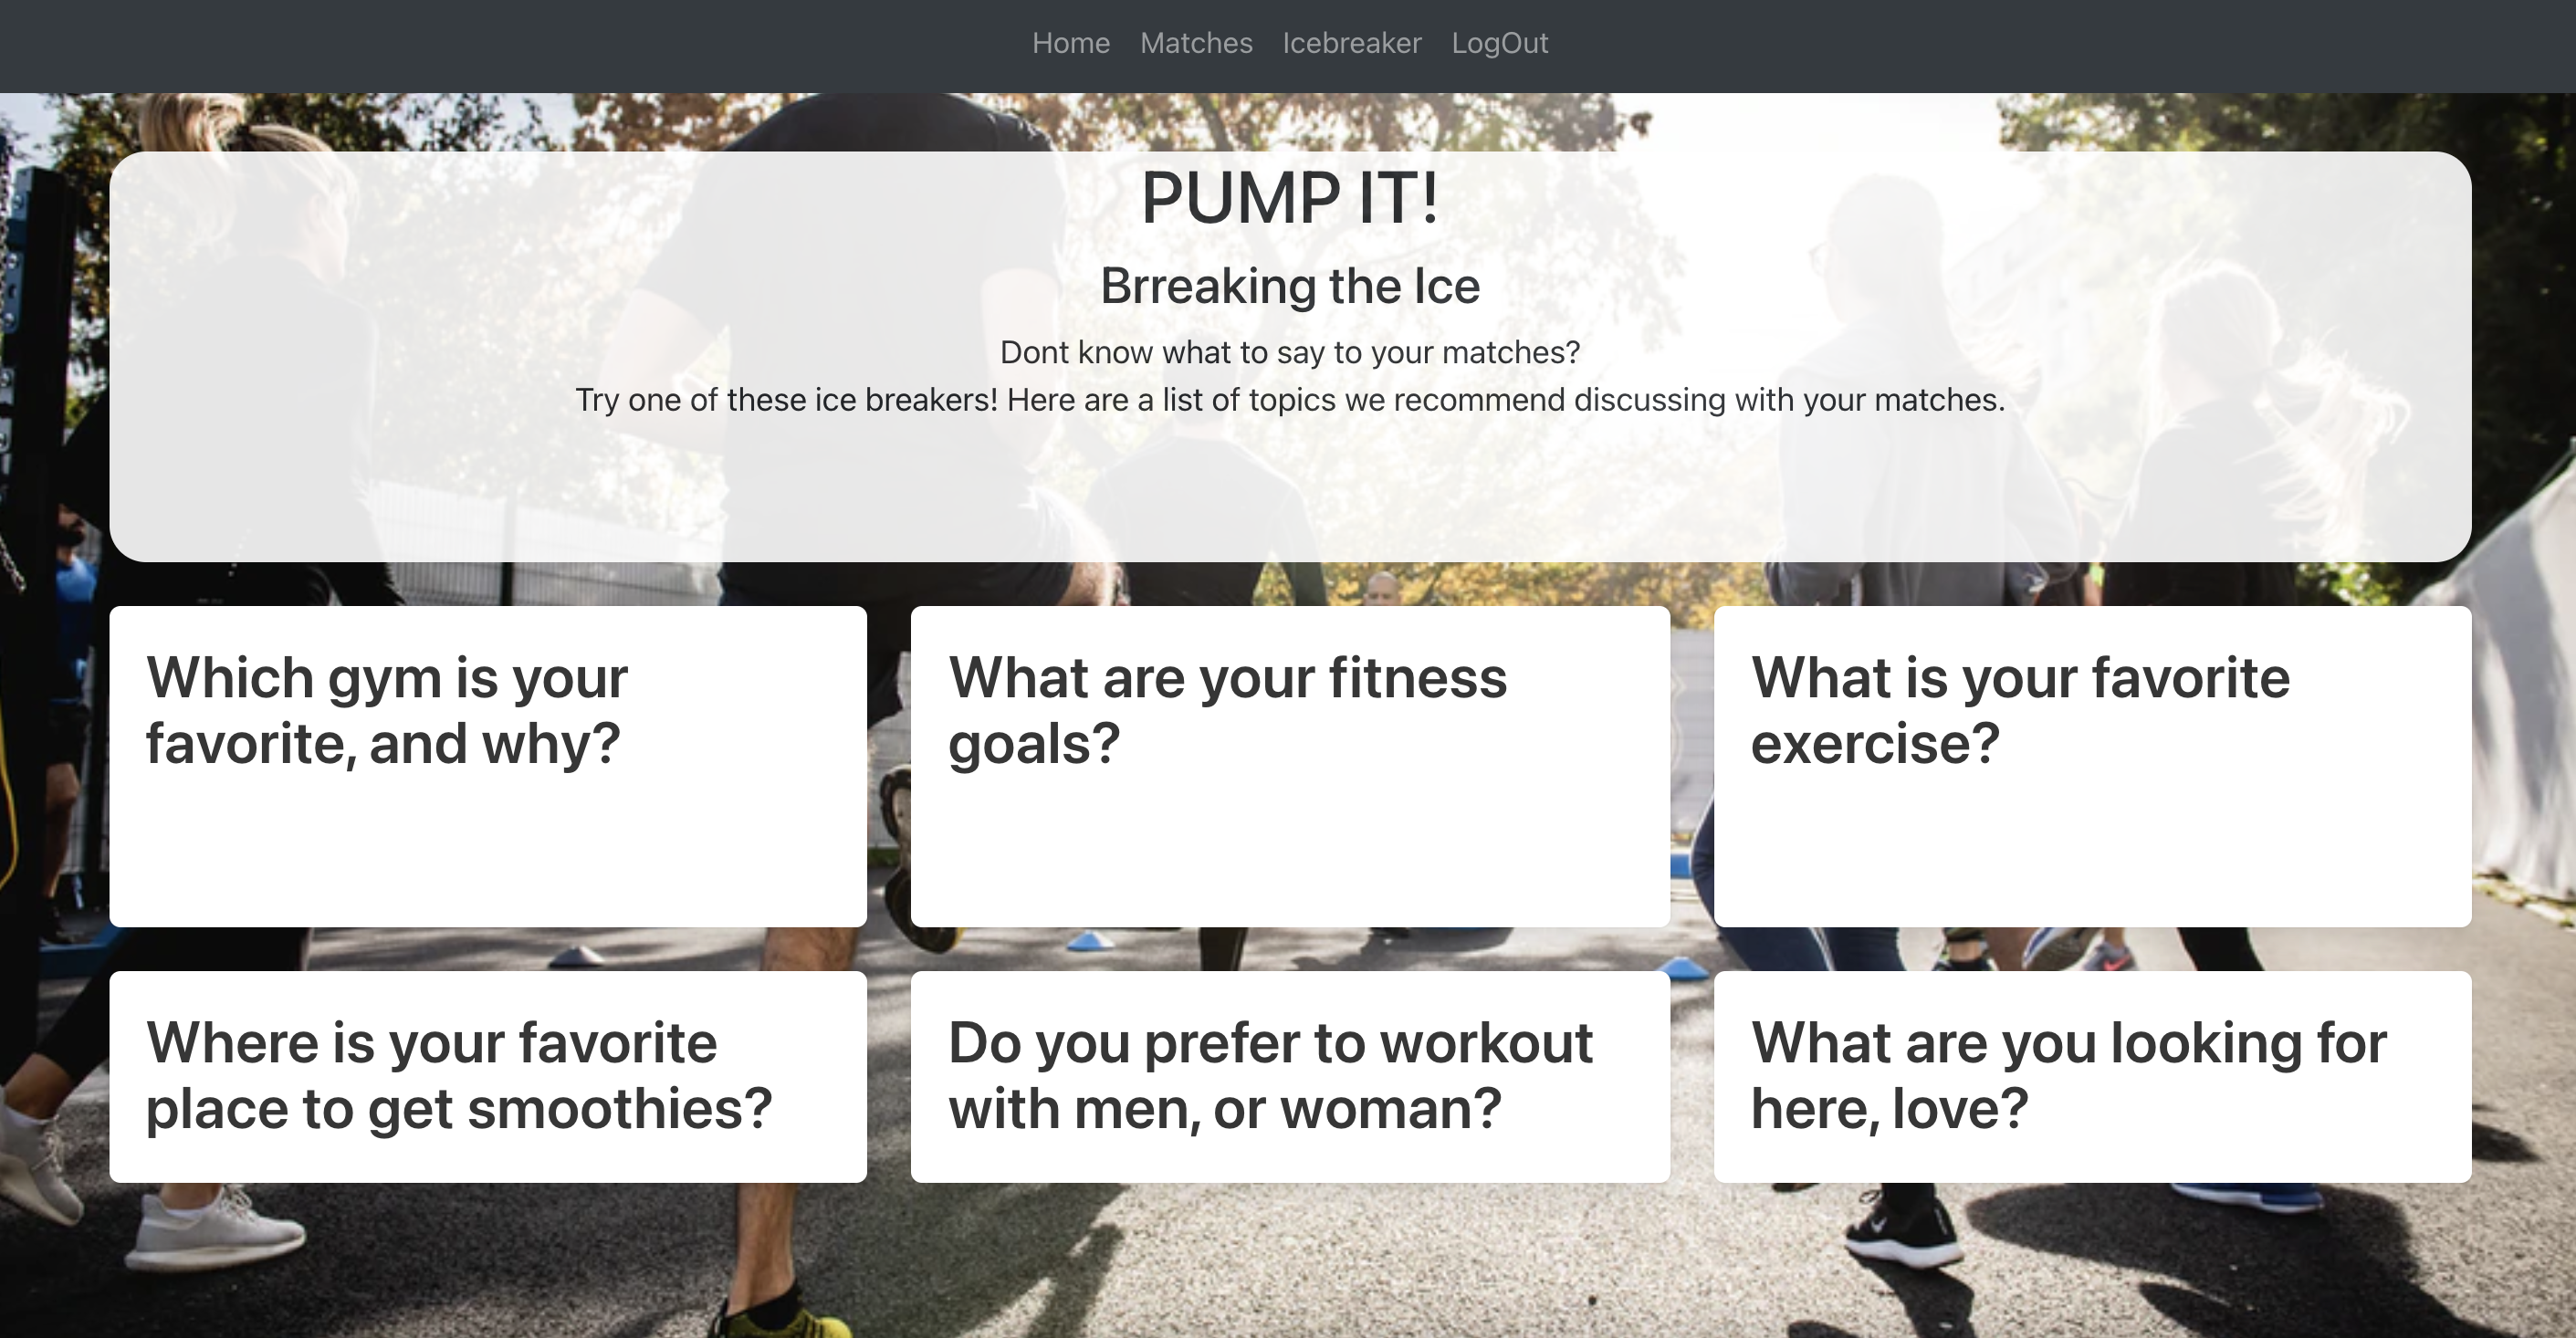 Home Matches Icebreaker LogOut
PUMP IT!
Brreaking the Ice
Dont know what to say to your matches?
Try one of these ice breakers! Here are a list of topics we recommend discussing with your matches.
Which gym is your
favorite, and why?
What are your fitness
goals?
What is your favorite
exercise?
Where is your favorite
place to get smoothies?
Do you prefer to workout
with men, or woman?
What are you looking for
here, love?